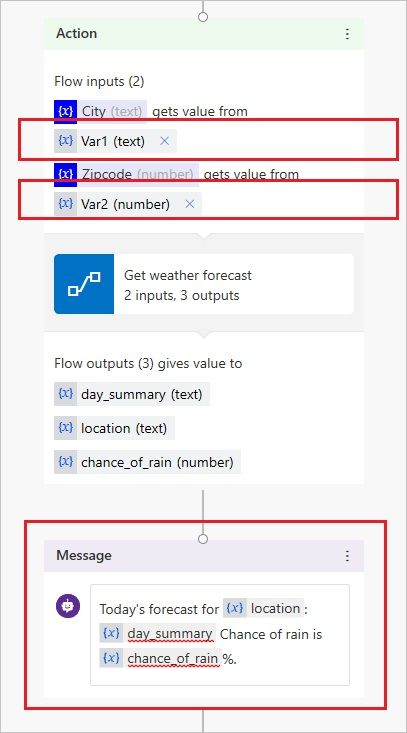 Action
Flow inputs (2)
{x} City (text) gets value from
{x} Var1 (text) ×
{x} Zipcode (number) gets value from
{x} Var2 (number) ×
Get weather forecast
2 inputs, 3 outputs
Flow outputs (3) gives value to
{x} day_summary (text)
{x} location (text)
{x} chance_of_rain (number)
Message
Today's forecast for {x} location :
{x} day_summary Chance of rain is
{x} chance_of_rain %.